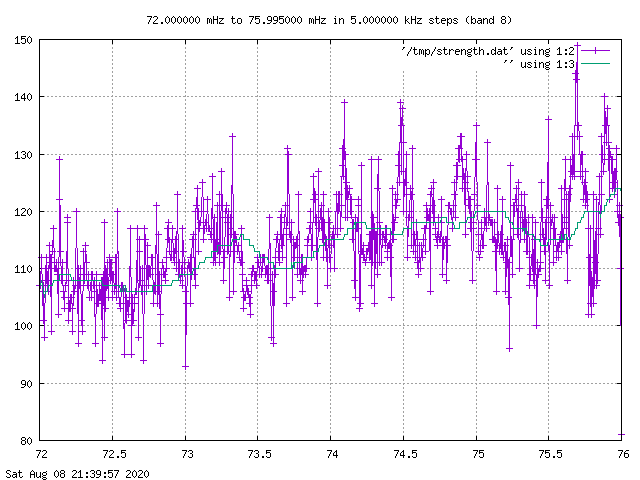 72.000000 mHz to 75.995000 mHz in 5.000000 kHz steps (band 8)
150
'/tmp/strength.dat' using 1:2
'' using 1:3
140
130
120
110
100
90
80
72 72.5 73 73.5 74 74.5 75 75.5 76
Sat Aug 08 21:39:57 2020